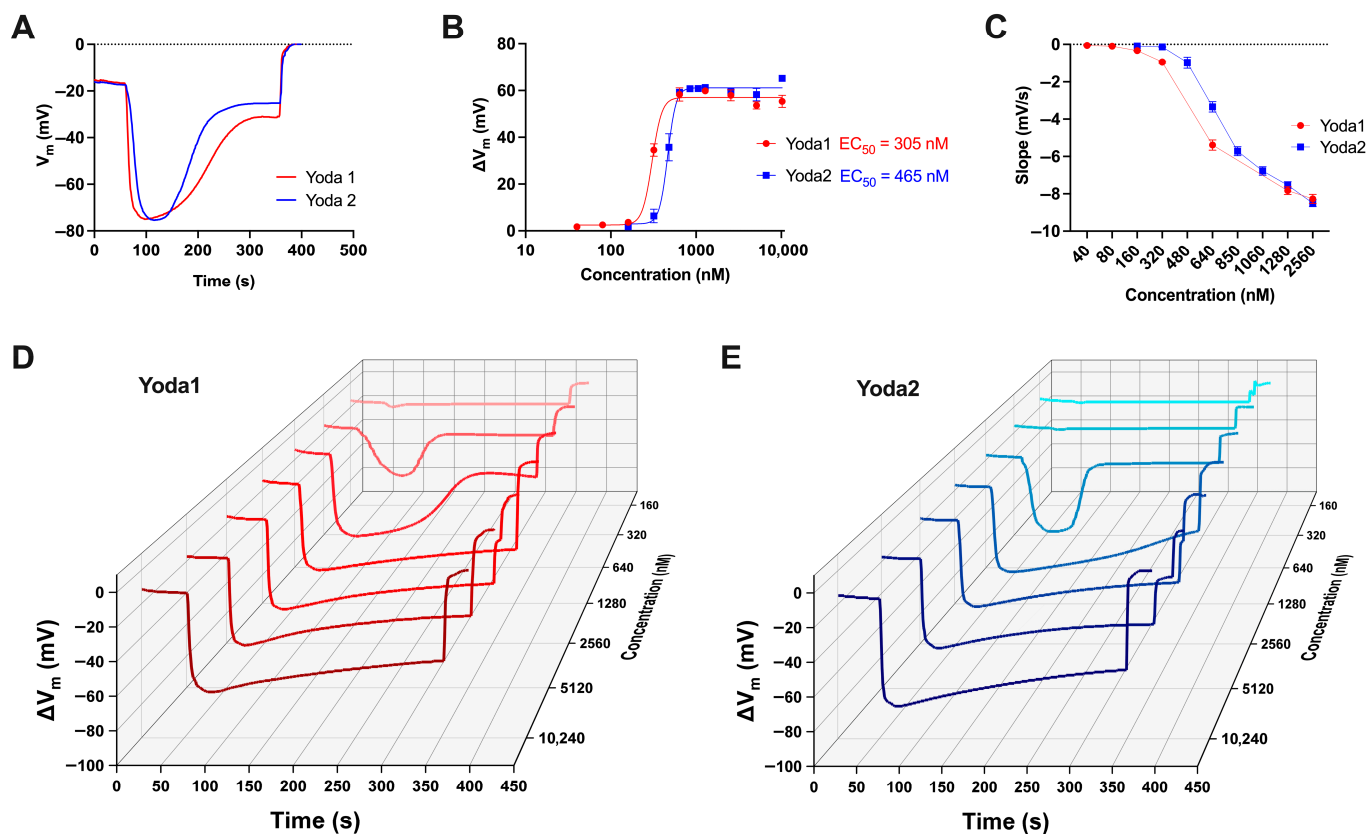 A
0
−20
−40
−60
−80
Vm (mV)
0 100 200 300 400 500
Time (s)
Yoda 1
Yoda 2
B
80
60
40
20
0
ΔVm (mV)
10 100 1000 10,000
Concentration (nM)
Yoda1 EC50 = 305 nM
Yoda2 EC50 = 465 nM
C
0
−2
−4
−6
−8
−10
Slope (mV/s)
40 80 160 320 480 640 850 1060 1280 2560
Concentration (nM)
Yoda1
Yoda2
D
Yoda1
0
−20
−40
−60
−80
−100
ΔVm (mV)
0 50 100 150 200 250 300 350 400 450
Time (s)
160
320
640
1280
2560
5120
10,240
Concentration (nM)
E
Yoda2
0
−20
−40
−60
−80
−100
ΔVm (mV)
0 50 100 150 200 250 300 350 400 450
Time (s)
160
320
640
1280
2560
5120
10,240
Concentration (nM)